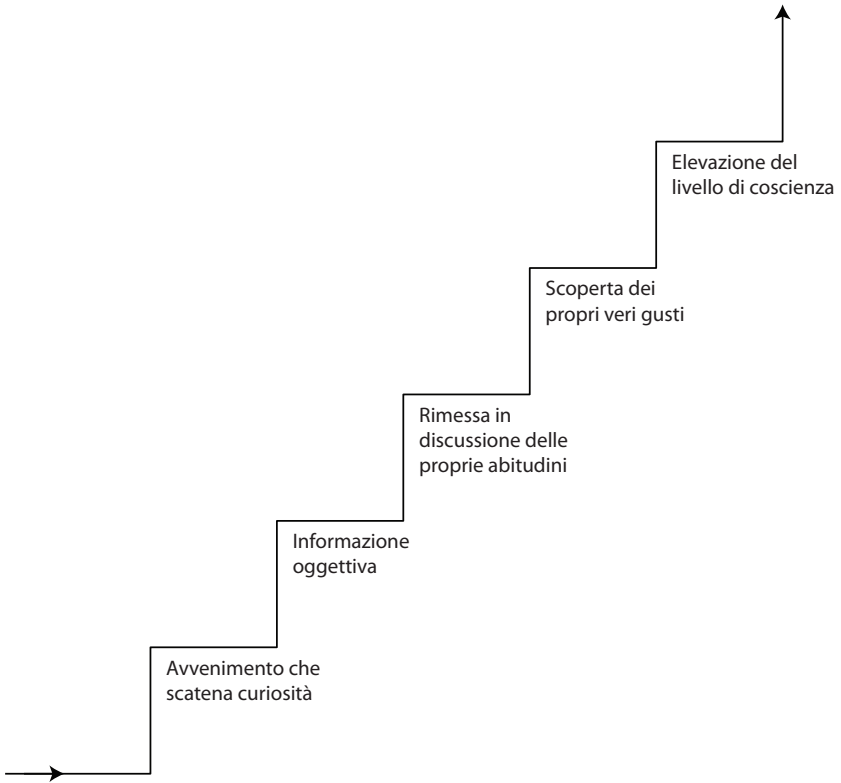 Elevazione del
livello di coscienza
Scoperta dei
propri veri gusti
Rimessa in
discussione delle
proprie abitudini
Informazione
oggettiva
Avvenimento che
scatena curiosità